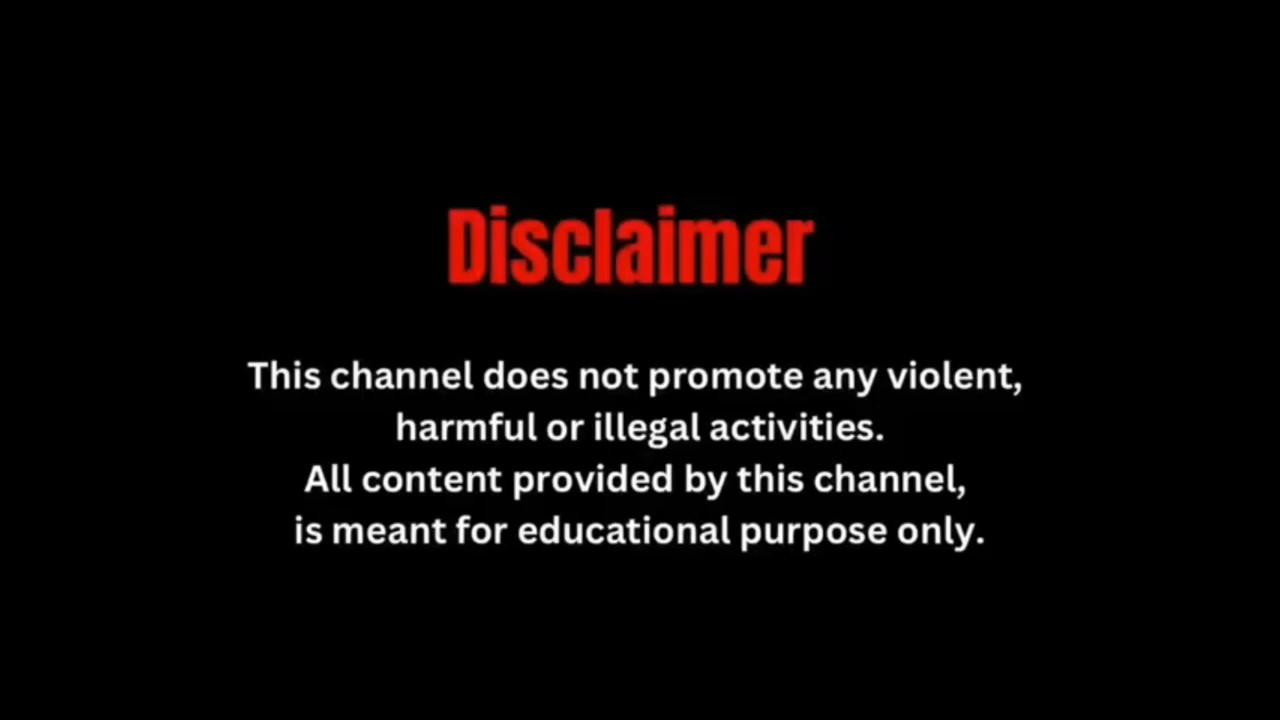 Disclaimer
This channel does not promote any violent,
harmful or illegal activities.
All content provided by this channel,
is meant for educational purpose only.